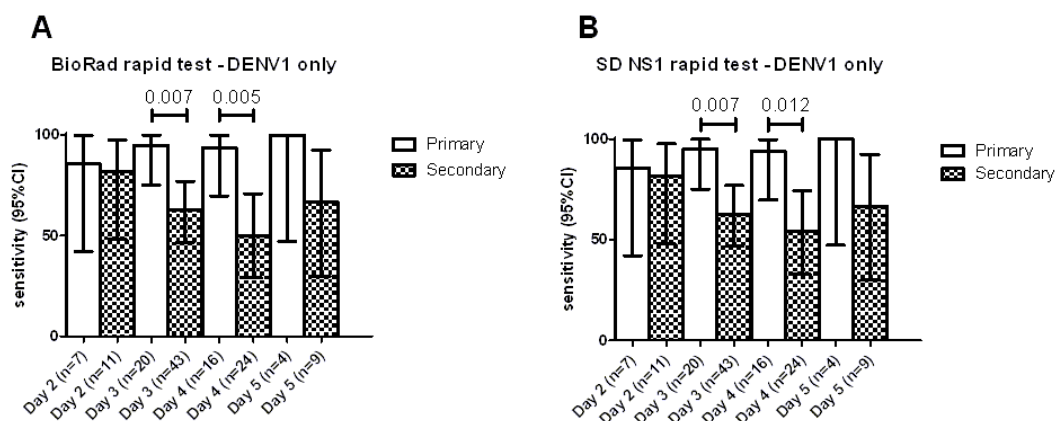 A
BioRad rapid test - DENV1 only
0.007
0.005
100
50
0
sensitivity (95%CI)
Primary
Secondary
Day 2 (n=7)
Day 2 (n=11)
Day 3 (n=20)
Day 3 (n=43)
Day 4 (n=16)
Day 4 (n=24)
Day 5 (n=4)
Day 5 (n=9)
B
SD NS1 rapid test - DENV1 only
0.007
0.012
100
50
0
sensitivity (95%CI)
Primary
Secondary
Day 2 (n=7)
Day 2 (n=11)
Day 3 (n=20)
Day 3 (n=43)
Day 4 (n=16)
Day 4 (n=24)
Day 5 (n=4)
Day 5 (n=9)